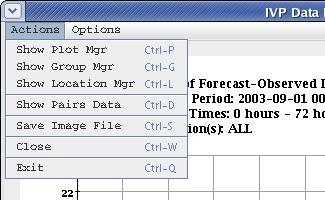 IVP Data
Actions Options
Show Plot Mgr Ctrl-P
Show Group Mgr Ctrl-G
Show Location Mgr Ctrl-L
of Forecast-Observed
Show Pairs Data Ctrl-D
Period: 2003-09-01 00
Times: 0 hours - 72 h
Save Image File Ctrl-S
ion(s): ALL
Close Ctrl-W
Exit Ctrl-Q
22